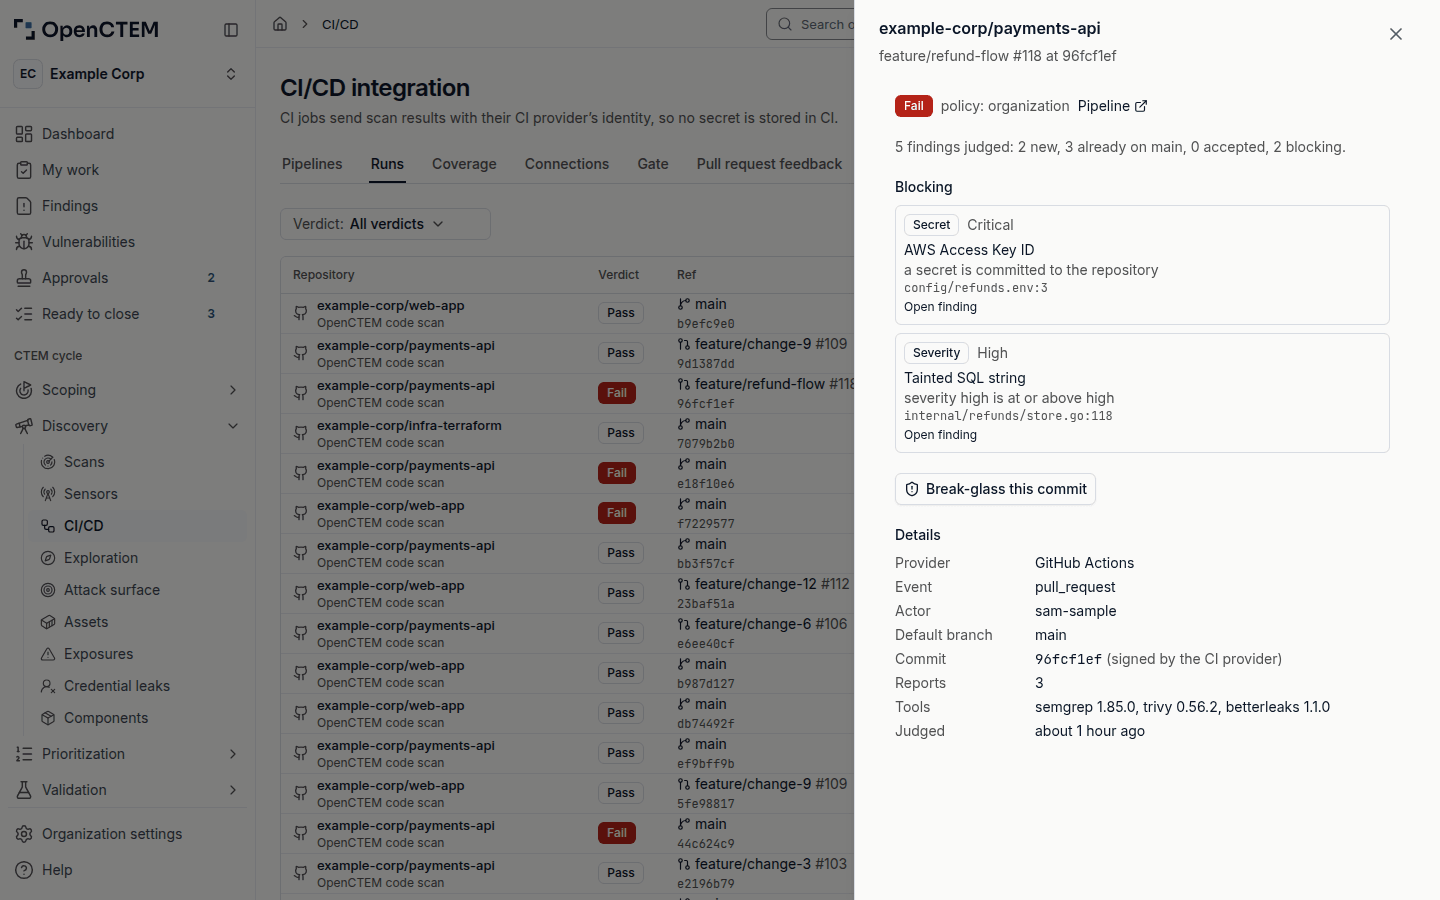 OpenCTEM
EC Example Corp
Dashboard
My work
Findings
Vulnerabilities
Approvals 2
Ready to close 3
CTEM cycle
Scoping
Discovery
Scans
Sensors
CI/CD
Exploration
Attack surface
Assets
Exposures
Credential leaks
Components
Prioritization
Validation
Organization settings
Help
CI/CD
Search o
CI/CD integration
CI jobs send scan results with their CI provider's identity, so no secret is stored in CI.
Pipelines Runs Coverage Connections Gate Pull request feedback
Verdict: All verdicts
Repository Verdict Ref
example-corp/web-app Pass main
OpenCTEM code scan b9efc9e0
example-corp/payments-api Pass feature/change-9 #109
OpenCTEM code scan 9d1387dd
example-corp/payments-api Fail feature/refund-flow #118
OpenCTEM code scan 96fcf1ef
example-corp/infra-terraform Pass main
OpenCTEM code scan 7079b2b0
example-corp/payments-api Fail main
OpenCTEM code scan e18f10e6
example-corp/web-app Fail main
OpenCTEM code scan f7229577
example-corp/payments-api Pass main
OpenCTEM code scan bb3f57cf
example-corp/web-app Pass feature/change-12 #112
OpenCTEM code scan 23baf51a
example-corp/payments-api Pass feature/change-6 #106
OpenCTEM code scan e6ee40cf
example-corp/web-app Pass main
OpenCTEM code scan b987d127
example-corp/web-app Pass main
OpenCTEM code scan db74492f
example-corp/payments-api Pass main
OpenCTEM code scan ef9bff9b
example-corp/web-app Pass feature/change-9 #109
OpenCTEM code scan 5fe98817
example-corp/payments-api Fail main
OpenCTEM code scan 44c624c9
example-corp/payments-api Pass feature/change-3 #103
OpenCTEM code scan e2196b79
example-corp/payments-api
feature/refund-flow #118 at 96fcf1ef
Fail policy: organization Pipeline
5 findings judged: 2 new, 3 already on main, 0 accepted, 2 blocking.
Blocking
Secret Critical
AWS Access Key ID
a secret is committed to the repository
config/refunds.env:3
Open finding
Severity High
Tainted SQL string
severity high is at or above high
internal/refunds/store.go:118
Open finding
Break-glass this commit
Details
Provider GitHub Actions
Event pull_request
Actor sam-sample
Default branch main
Commit 96fcf1ef (signed by the CI provider)
Reports 3
Tools semgrep 1.85.0, trivy 0.56.2, betterleaks 1.1.0
Judged about 1 hour ago